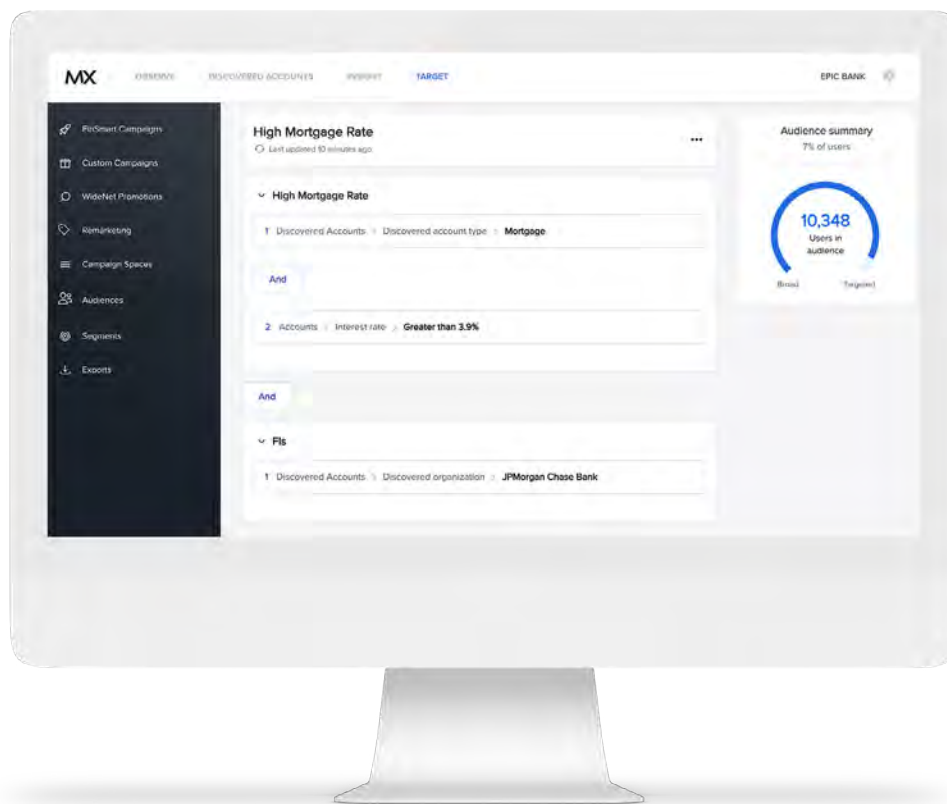 MX OBSERVE DISCOVERED ACCOUNTS INSIGHT TARGET EPIC BANK
FinSmart Campaigns
Custom Campaigns
WideNet Promotions
Remarketing
Campaign Spaces
Audiences
Segments
Exports
High Mortgage Rate
Last updated 10 minutes ago
High Mortgage Rate
1 Discovered Accounts > Discovered account type > Mortgage
And
2 Accounts > Interest rate > Greater than 3.9%
And
FIs
1 Discovered Accounts > Discovered organization > JPMorgan Chase Bank
Audience summary
7% of users
10,348
Users in
audience
Broad Targeted